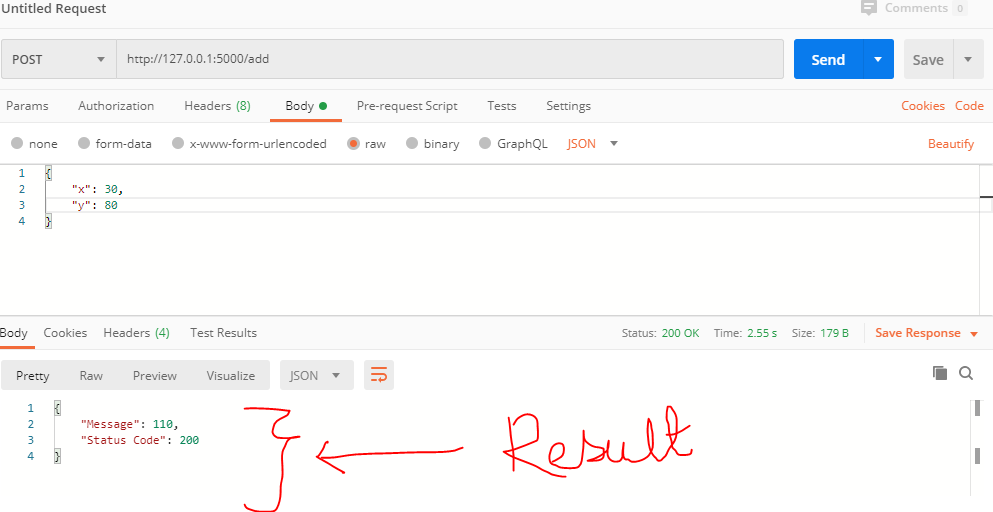 Untitled Request
Comments 0
POST http://127.0.0.1:5000/add Send Save
Params Authorization Headers (8) Body Pre-request Script Tests Settings Cookies Code
none form-data x-www-form-urlencoded raw binary GraphQL JSON Beautify
1 {
2 "x": 30,
3 "y": 80
4 }
Body Cookies Headers (4) Test Results Status: 200 OK Time: 2.55 s Size: 179 B Save Response
Pretty Raw Preview Visualize JSON
1 {
2 "Message": 110,
3 "Status Code": 200
4 }
Result